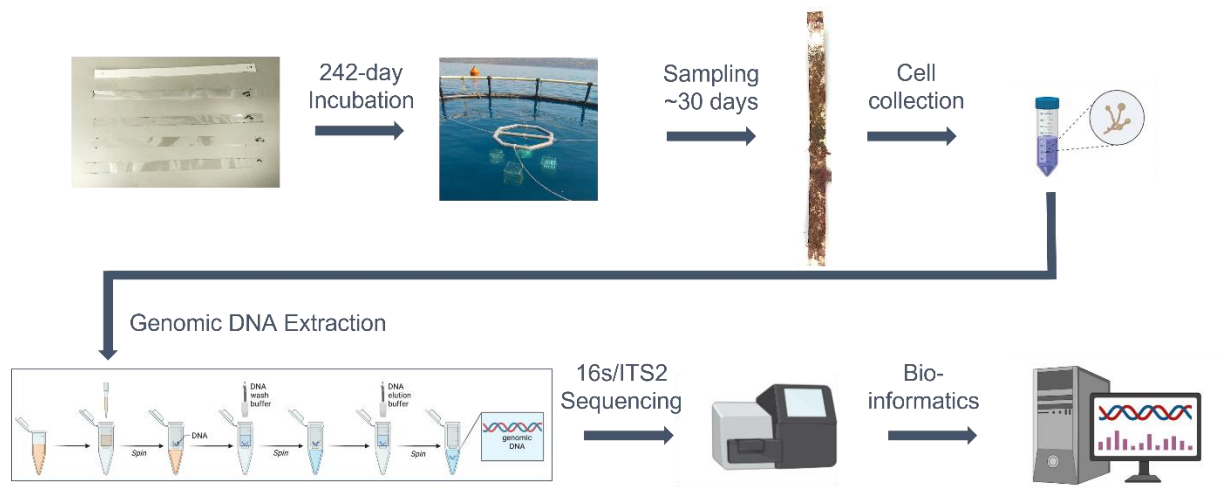 242-day
Incubation
Sampling
~30 days
Cell
collection
Genomic DNA Extraction
DNA
wash
buffer
DNA
elution
buffer
DNA
Spin
Spin
Spin
genomic
DNA
16s/ITS2
Sequencing
Bio-
informatics